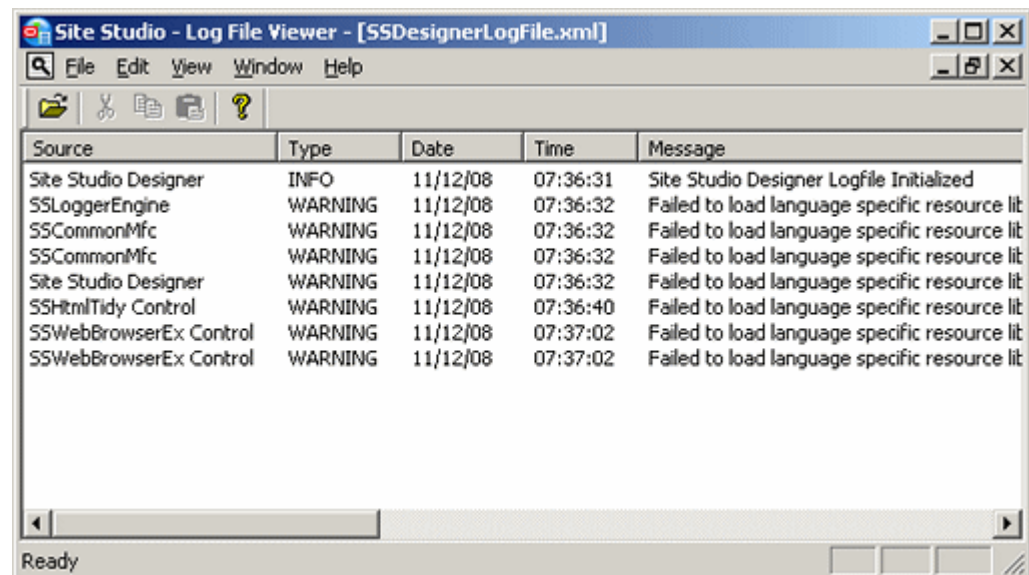 Site Studio - Log File Viewer - [SSDesignerLogFile.xml]
File Edit View Window Help
Source Type Date Time Message
Site Studio Designer INFO 11/12/08 07:36:31 Site Studio Designer Logfile Initialized
SSLoggerEngine WARNING 11/12/08 07:36:32 Failed to load language specific resource lib
SSCommonMfc WARNING 11/12/08 07:36:32 Failed to load language specific resource lib
SSCommonMfc WARNING 11/12/08 07:36:32 Failed to load language specific resource lib
Site Studio Designer WARNING 11/12/08 07:36:32 Failed to load language specific resource lib
SSHtmlTidy Control WARNING 11/12/08 07:36:40 Failed to load language specific resource lib
SSWebBrowserEx Control WARNING 11/12/08 07:37:02 Failed to load language specific resource lib
SSWebBrowserEx Control WARNING 11/12/08 07:37:02 Failed to load language specific resource lib
Ready